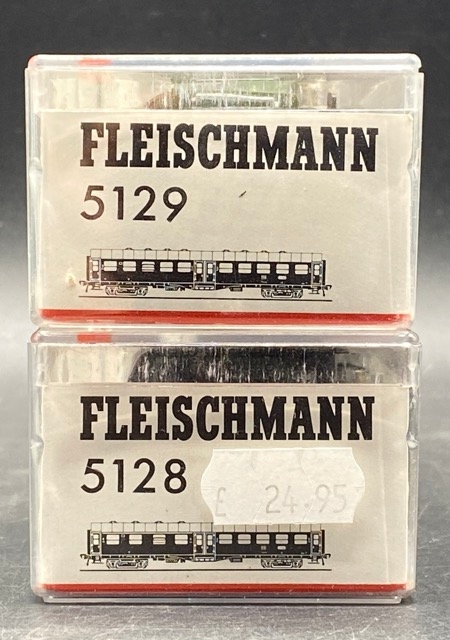 FLEISCHMANN
5129
FLEISCHMANN
5128
£ 24.95